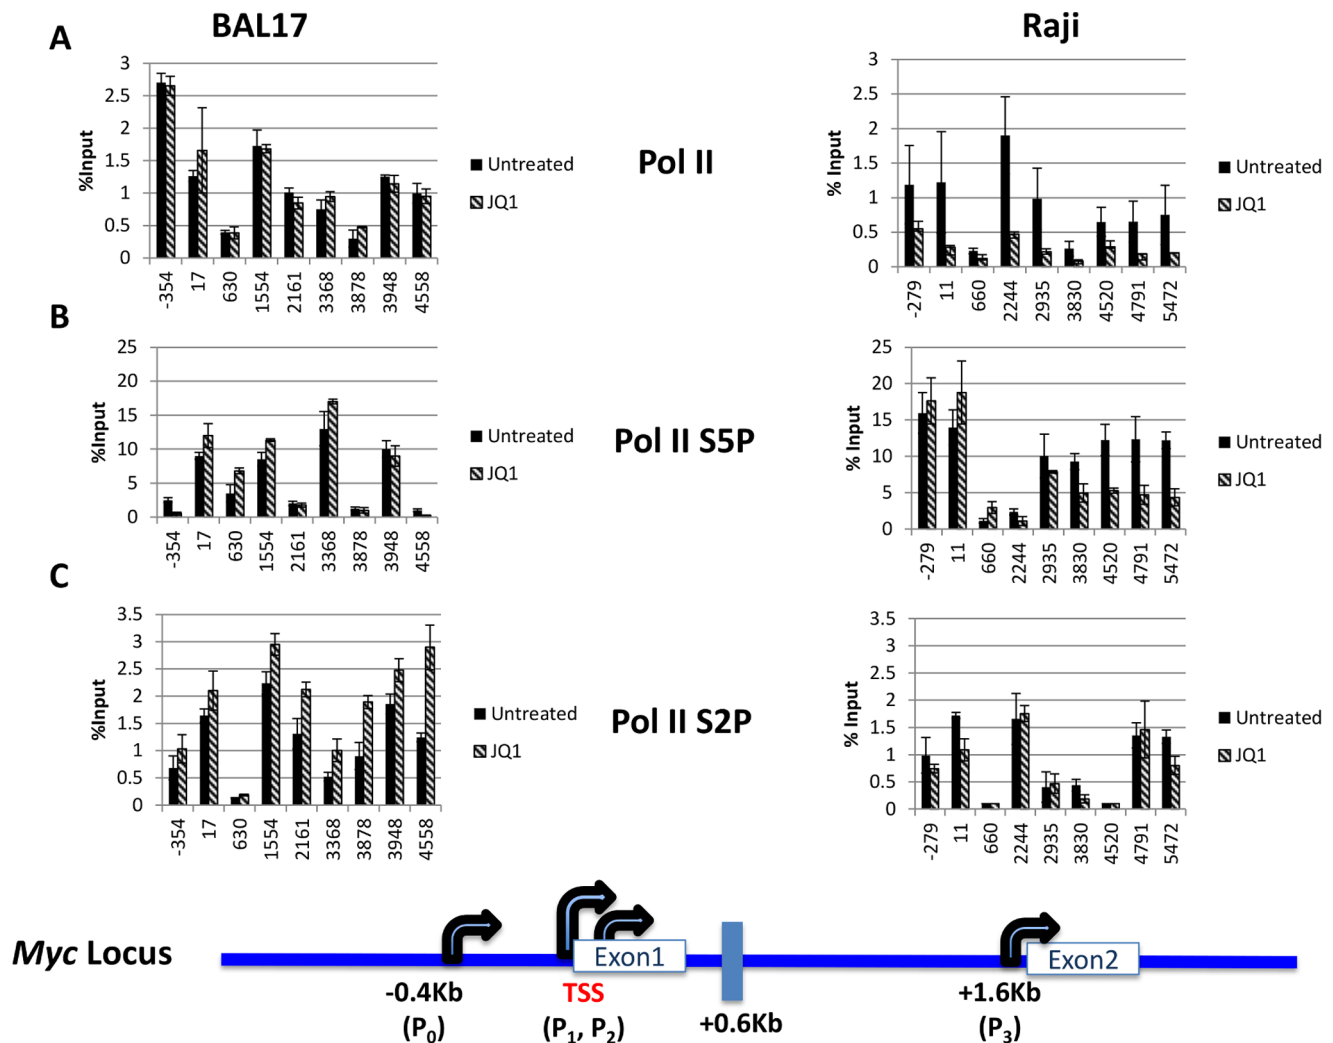 A
BAL17
Raji
3
2.5
2
1.5
1
0.5
0
%Input
-354
17
630
1554
2161
3368
3878
3948
4558
Untreated
JQ1
Pol II
3
2.5
2
1.5
1
0.5
0
% Input
-279
11
660
2244
2935
3830
4520
4791
5472
Untreated
JQ1
B
25
20
15
10
5
0
%Input
-354
17
630
1554
2161
3368
3878
3948
4558
Untreated
JQ1
Pol II S5P
25
20
15
10
5
0
% Input
-279
11
660
2244
2935
3830
4520
4791
5472
Untreated
JQ1
C
3.5
3
2.5
2
1.5
1
0.5
0
%Input
-354
17
630
1554
2161
3368
3878
3948
4558
Untreated
JQ1
Pol II S2P
3.5
3
2.5
2
1.5
1
0.5
0
% Input
-279
11
660
2244
2935
3830
4520
4791
5472
Untreated
JQ1
Myc Locus
Exon1
Exon2
-0.4Kb
(P0)
TSS
(P1, P2)
+0.6Kb
+1.6Kb
(P3)